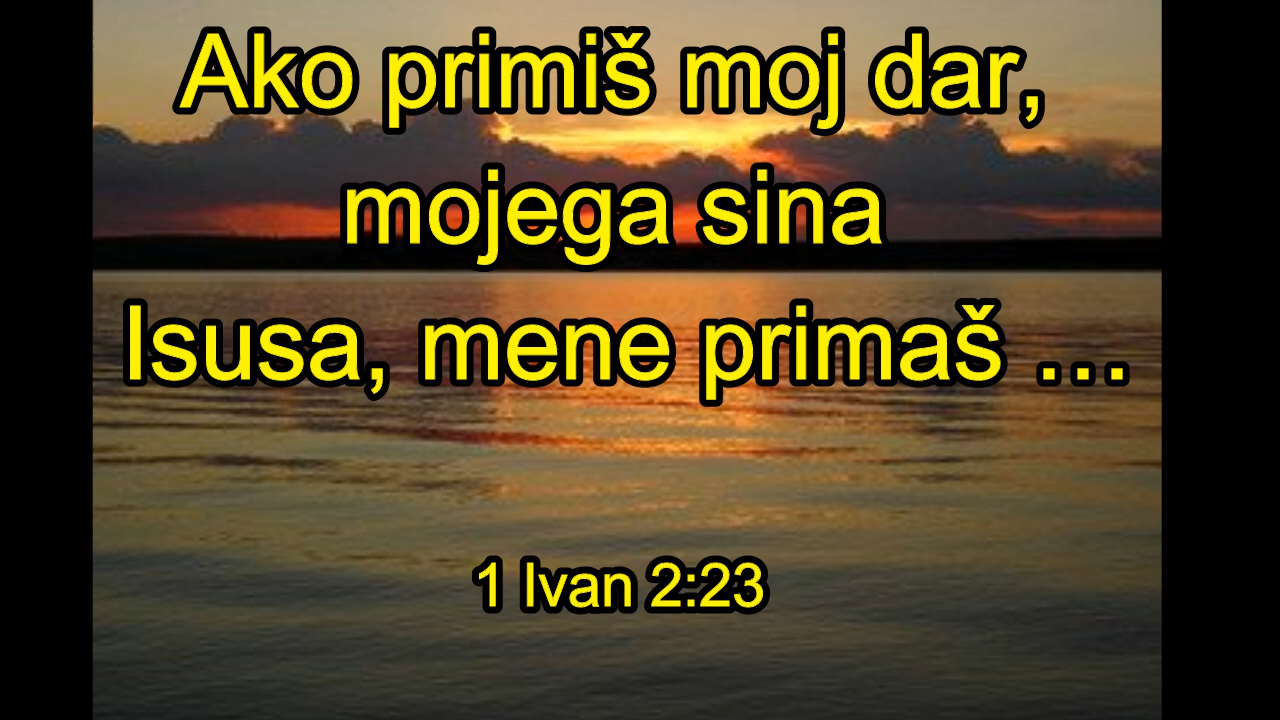 Ako primiš moj dar,
mojega sina
Isusa, mene primaš ...
1 Ivan 2:23